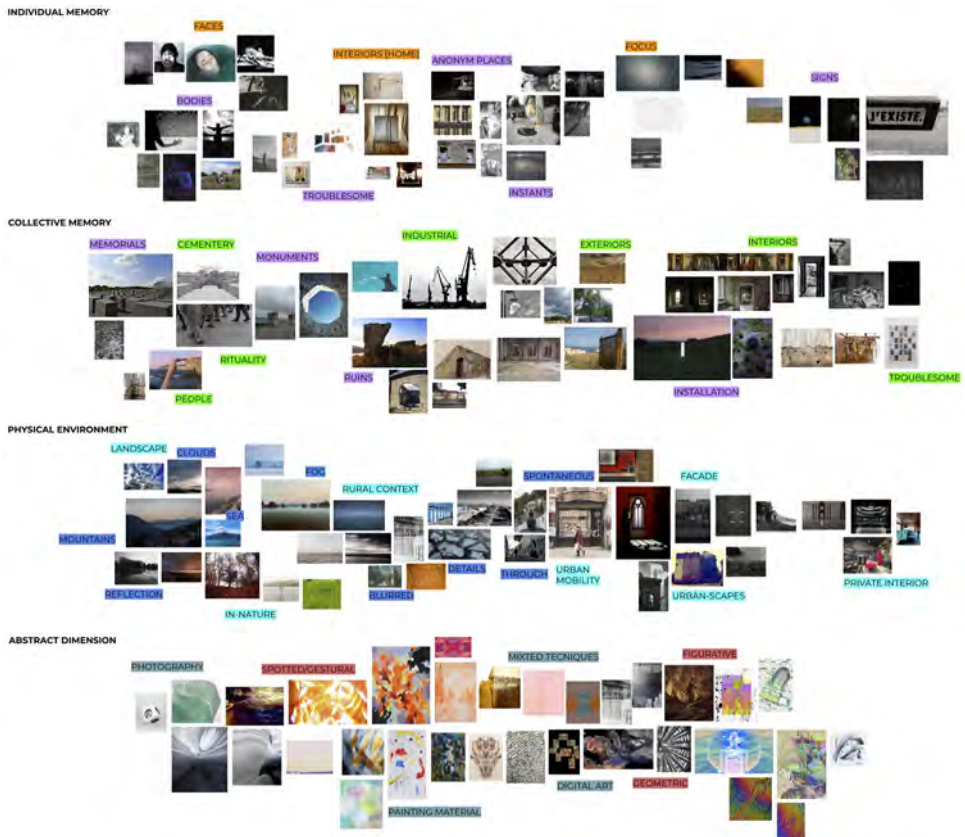 INDIVIDUAL MEMORY
FACES
INTERIORS [HOME]
ANONYM PLACES
FOCUS
SIGNS
BODIES
J'EXISTE.
TROUBLESOME
INSTANTS
COLLECTIVE MEMORY
MEMORIALS
CEMENTERY
MONUMENTS
INDUSTRIAL
EXTERIORS
INTERIORS
RITUALITY
RUINS
PEOPLE
INSTALLATION
TROUBLESOME
PHYSICAL ENVIRONMENT
LANDSCAPE
CLOUDS
FOG
RURAL CONTEXT
SPONTANEOUS
FACADE
SEA
MOUNTAINS
REFLECTION
IN-NATURE
BLURRED
DETAILS
THROUGH
URBAN
MOBILITY
URBAN-SCAPES
PRIVATE INTERIOR
ABSTRACT DIMENSION
PHOTOGRAPHY
SPOTTED/GESTURAL
MIXTED TECNIQUES
FIGURATIVE
PAINTING MATERIAL
DIGITAL ART
GEOMETRIC